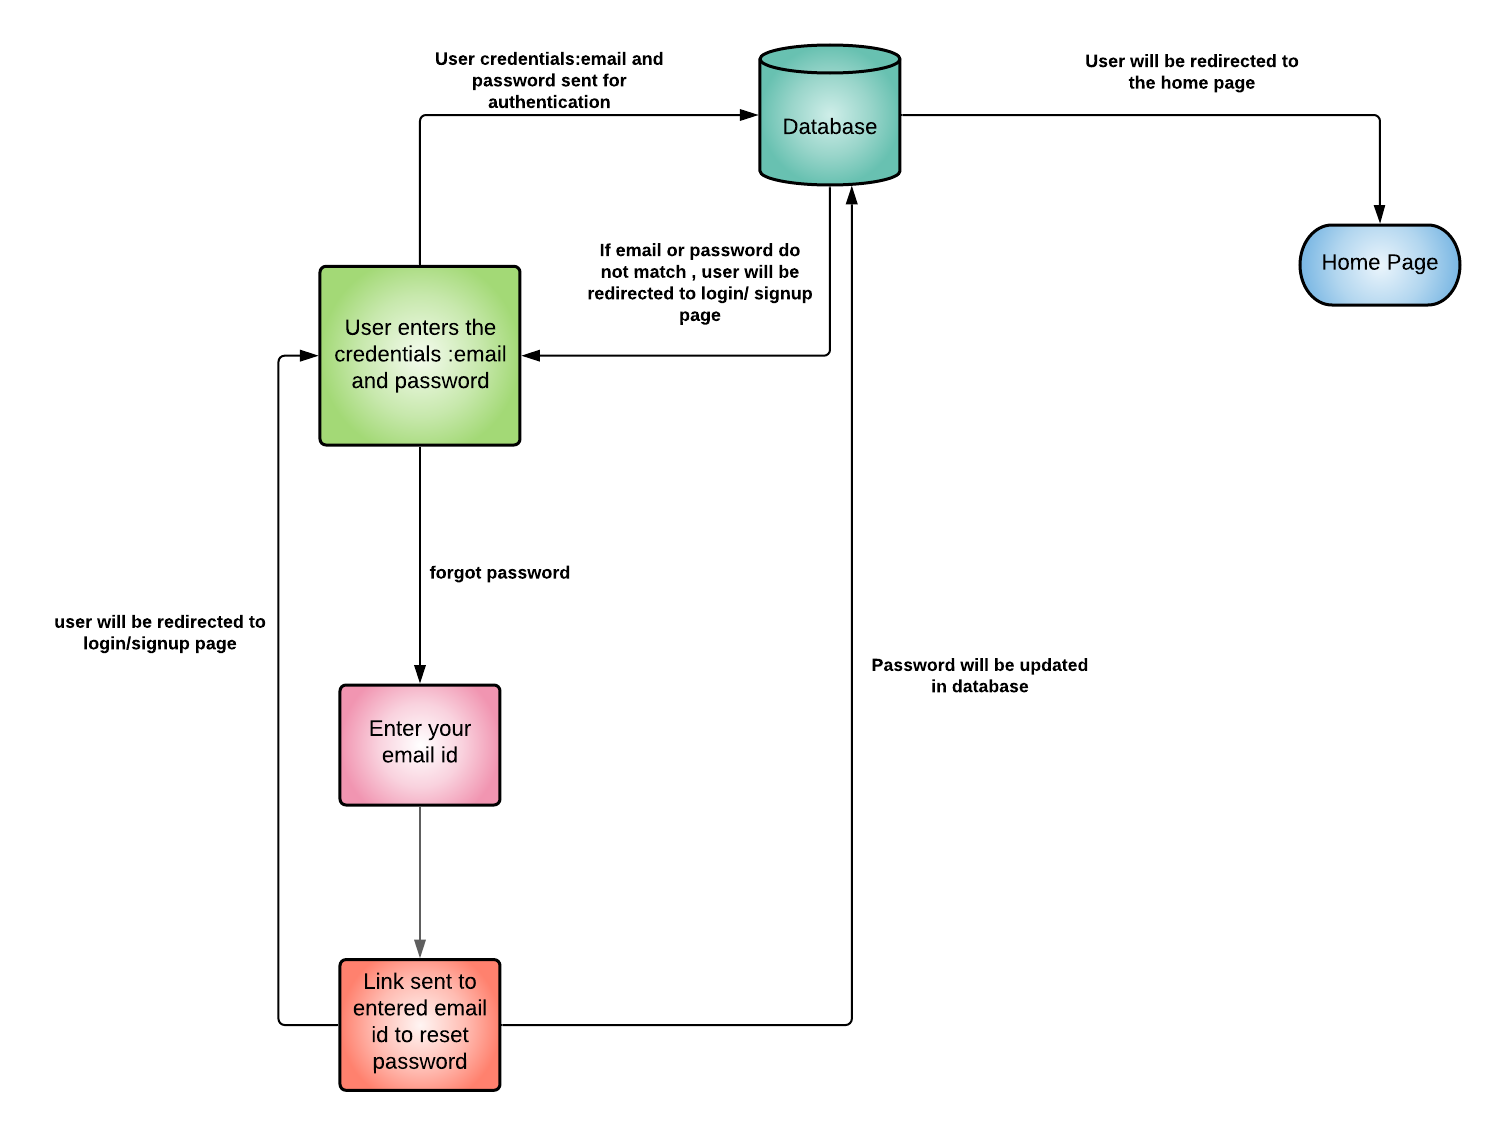 User credentials:email and
password sent for
authentication
Database
User will be redirected to
the home page
Home Page
If email or password do
not match , user will be
redirected to login/ signup
page
User enters the
credentials :email
and password
forgot password
user will be redirected to
login/signup page
Password will be updated
in database
Enter your
email id
Link sent to
entered email
id to reset
password